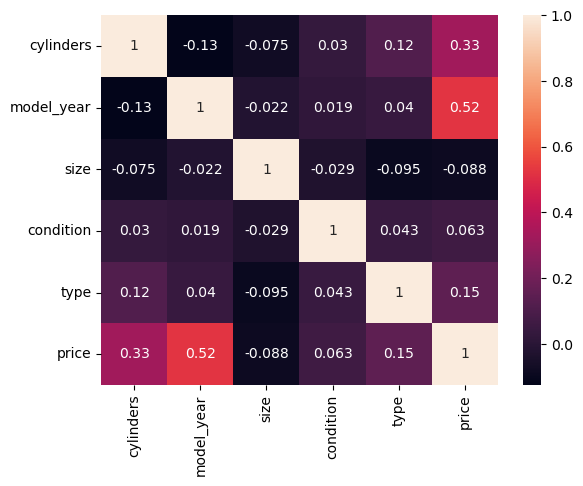 cylinders 1 -0.13 -0.075 0.03 0.12 0.33
model_year -0.13 1 -0.022 0.019 0.04 0.52
size -0.075 -0.022 1 -0.029 -0.095 -0.088
condition 0.03 0.019 -0.029 1 0.043 0.063
type 0.12 0.04 -0.095 0.043 1 0.15
price 0.33 0.52 -0.088 0.063 0.15 1
cylinders model_year size condition type price
1.0
0.8
0.6
0.4
0.2
0.0